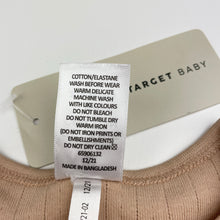 TARGET BABY
COTTON/ELASTANE
WASH BEFORE WEAR
WARM DELICATE
MACHINE WASH
WITH LIKE COLOURS
DO NOT BLEACH
DO NOT TUMBLE DRY
WARM IRON
(DO NOT IRON PRINTS OR
EMBELLISHMENTS)
DO NOT DRY CLEAN
65906132
12/21
MADE IN BANGLADESH